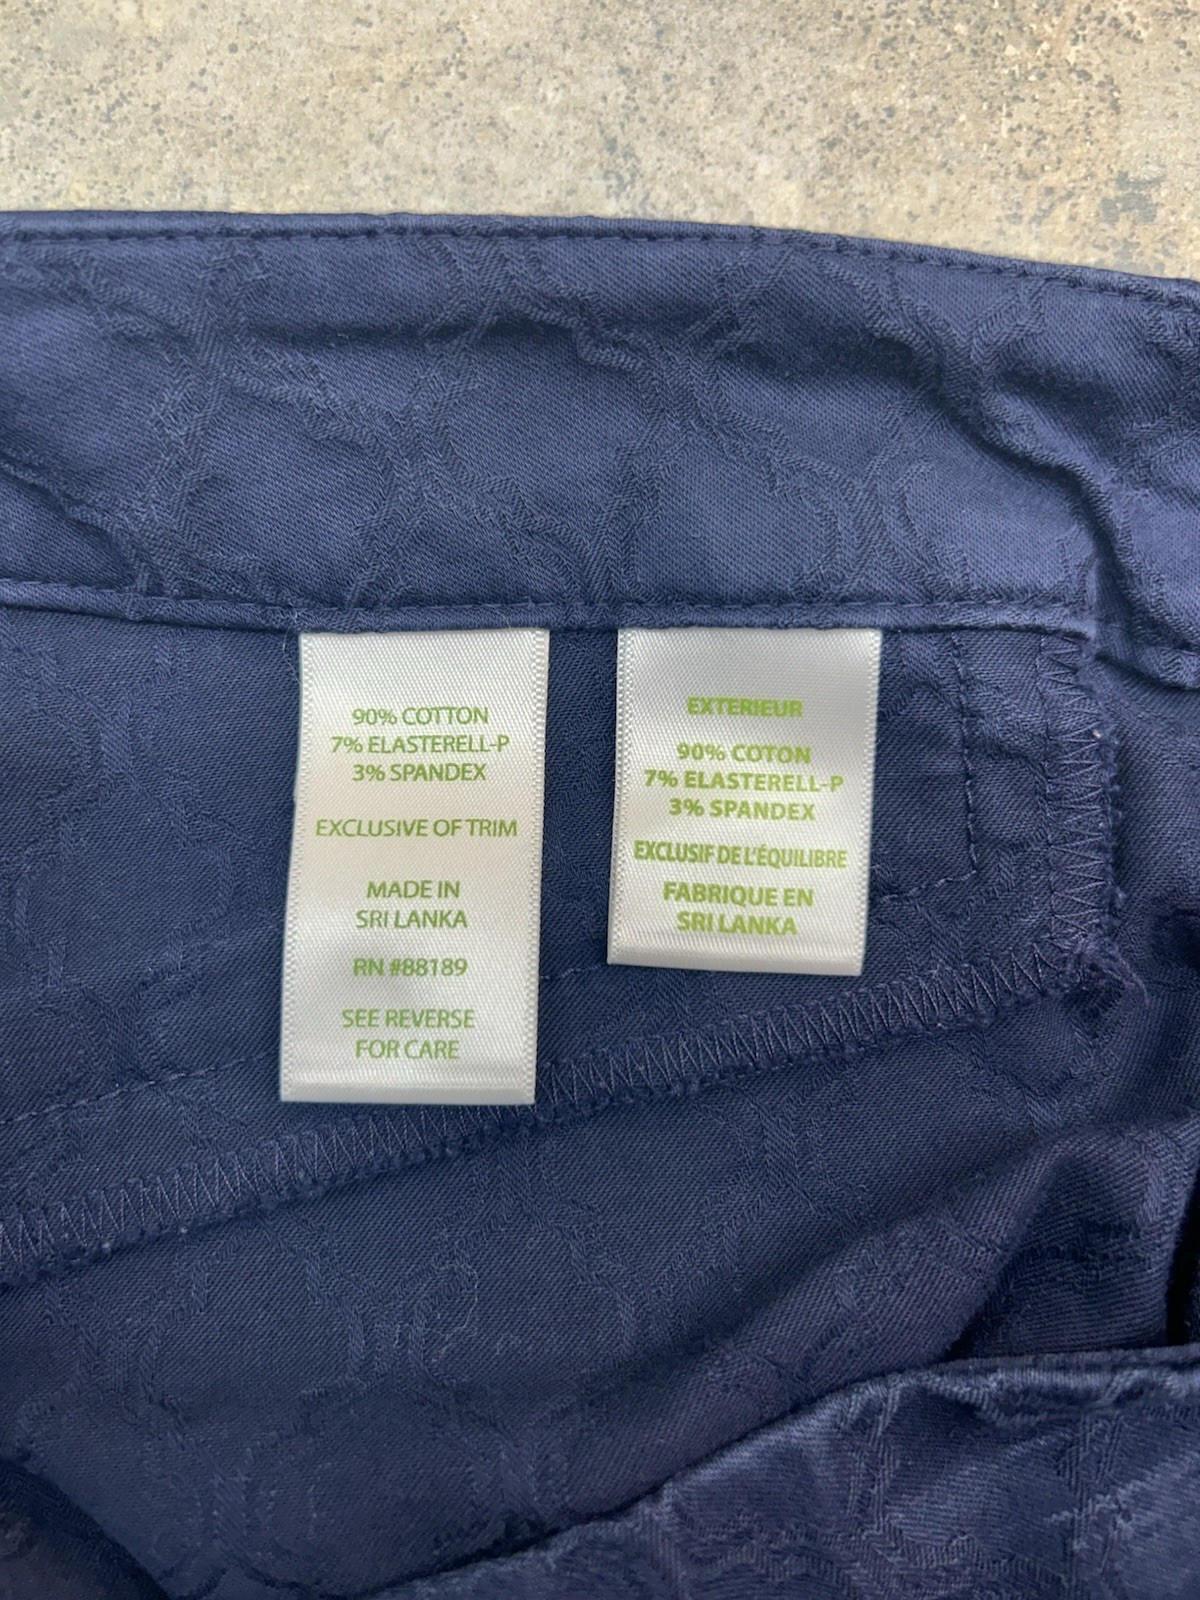 90% COTTON
7% ELASTERELL-P
3% SPANDEX
EXCLUSIVE OF TRIM
MADE IN
SRI LANKA
RN #88189
SEE REVERSE
FOR CARE
EXTERIEUR
90% COTON
7% ELASTERELL-P
3% SPANDEX
EXCLUSIF DE L'ÉQUILIBRE
FABRIQUE EN
SRI LANKA